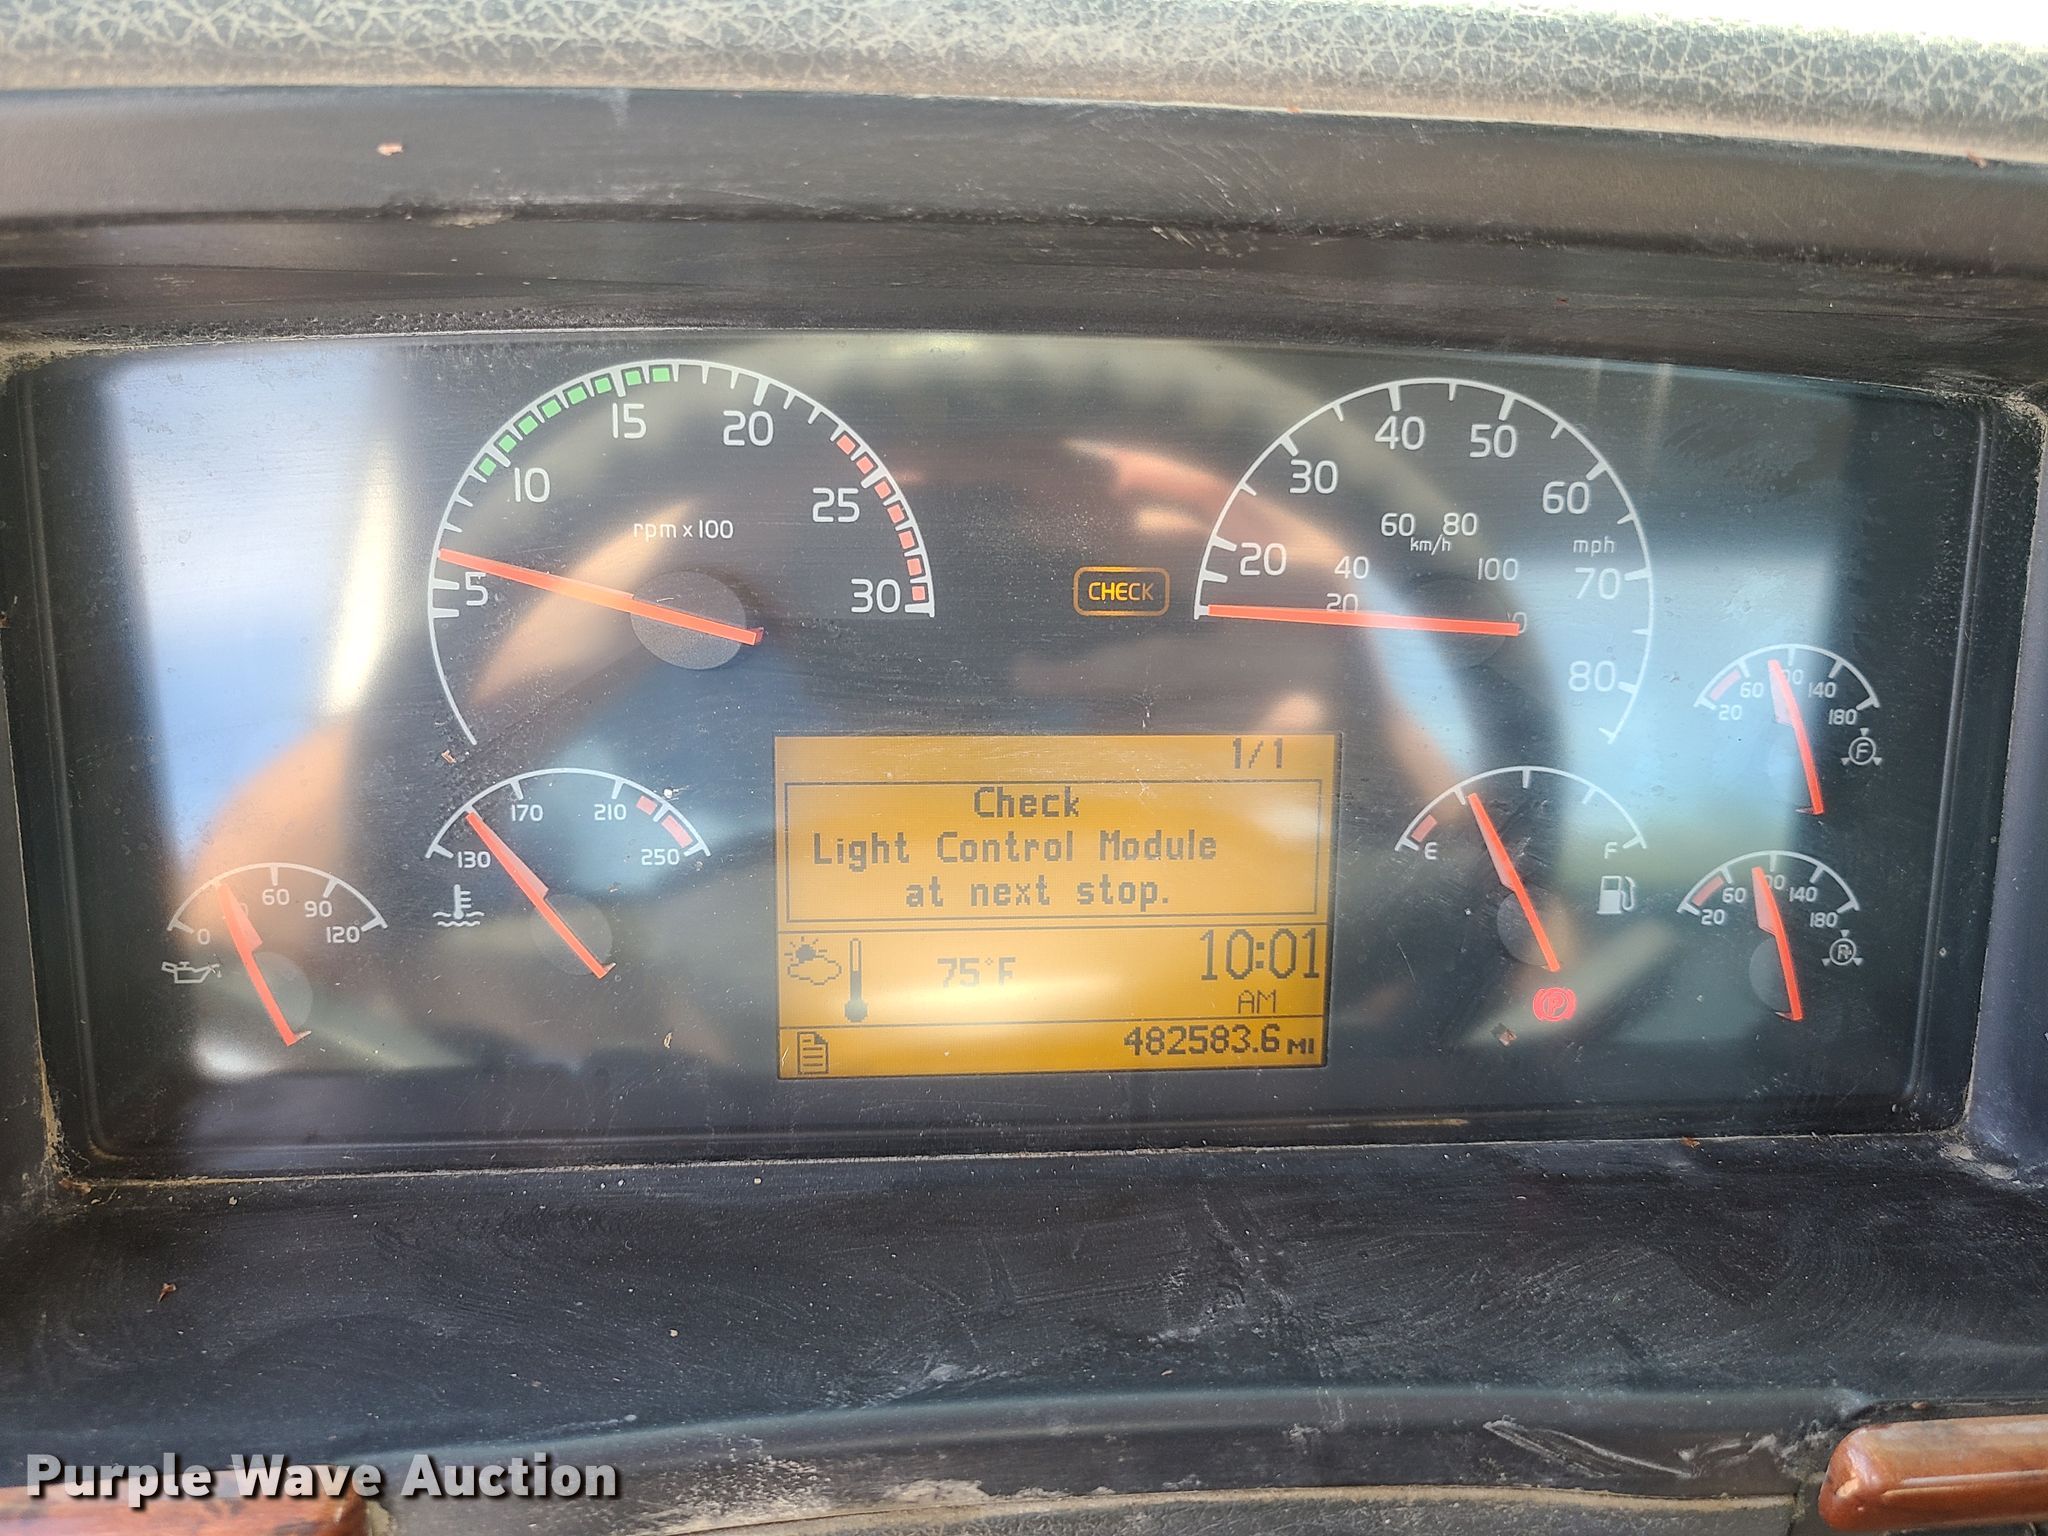 5
10
15
20
25
30
rpm x 100
CHECK
20
30
40
50
60
70
80
mph
60 80
km/h
20
40
100
20
60
140
180
F
130
170
210
250
0
60
90
120
1/1
Check
Light Control Module
at next stop.
75°F
10:01
AM
482583.6 MI
E
F
P
20
60
140
180
R
Purple Wave Auction